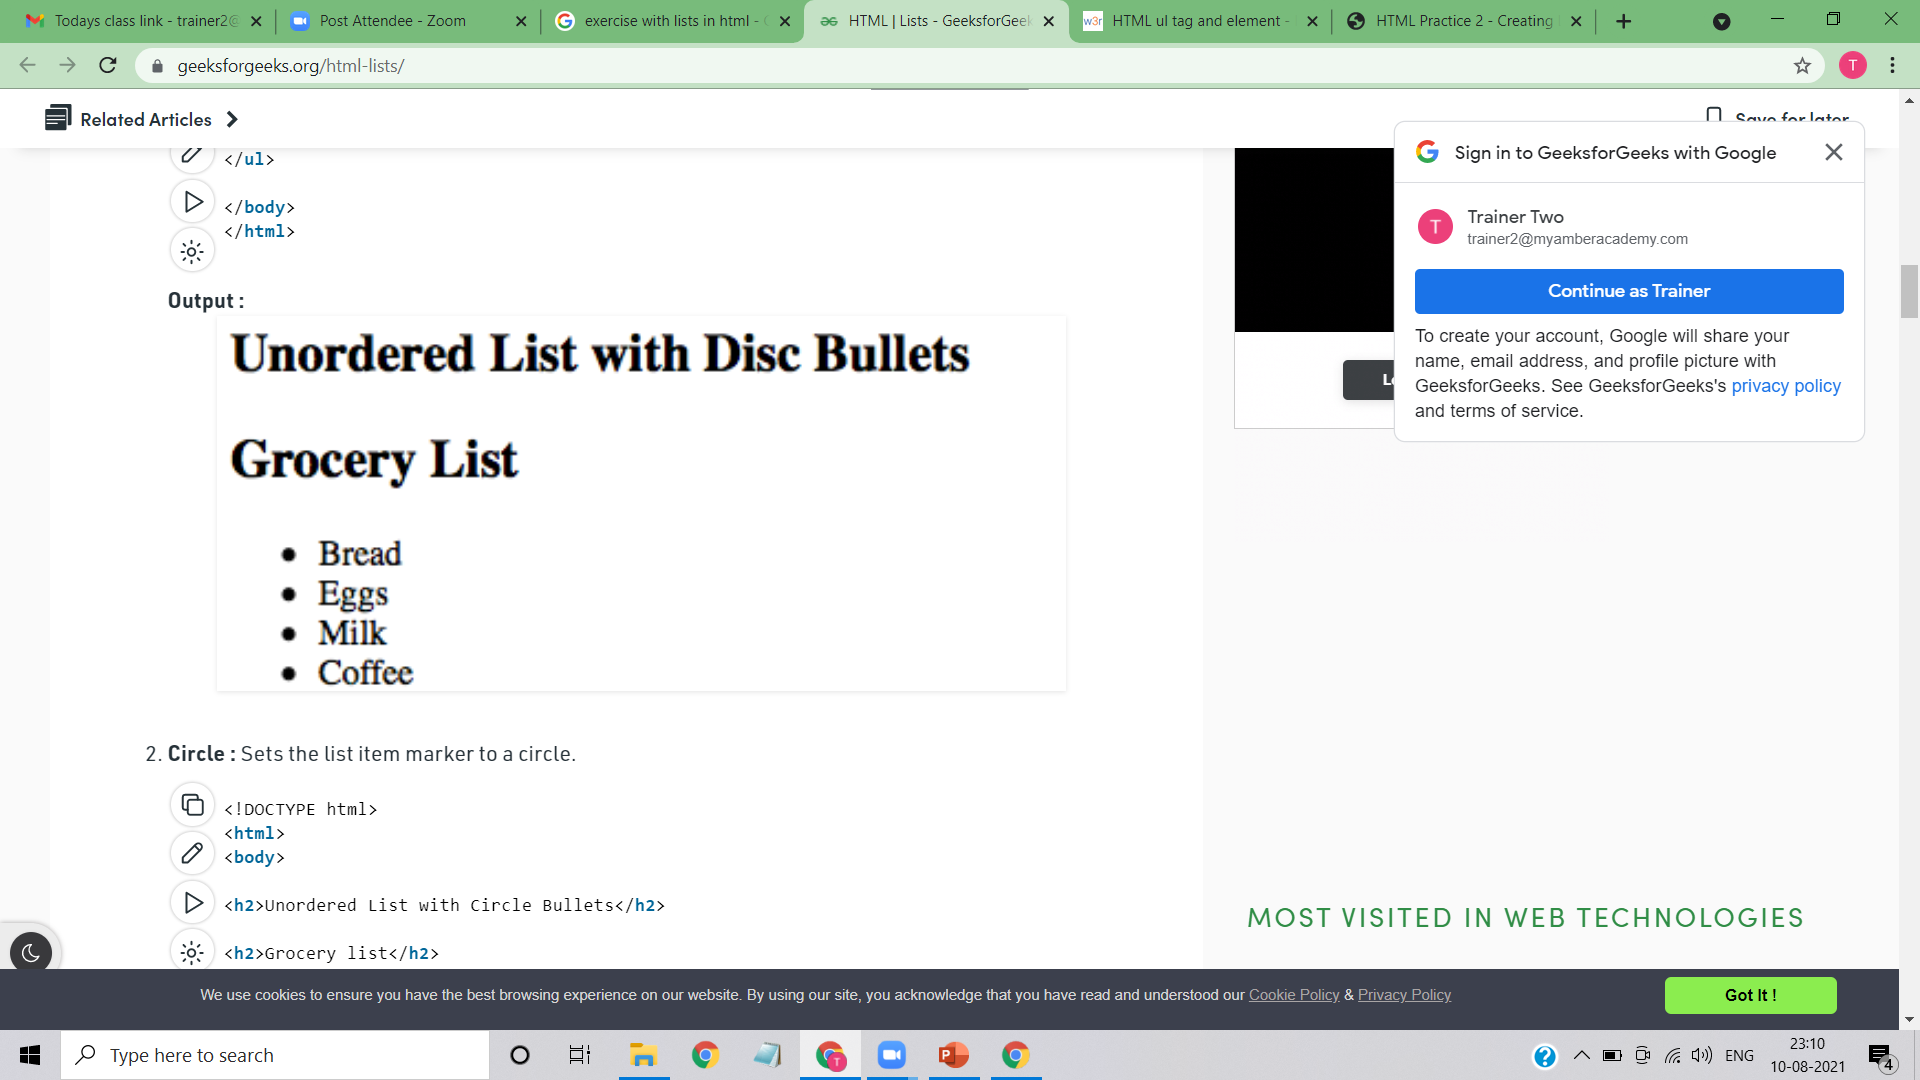 Todays class link - trainer2@
Post Attendee - Zoom
exercise with lists in html -
HTML | Lists - GeeksforGeek
w3r
HTML ul tag and element -
HTML Practice 2 - Creating
geeksforgeeks.org/html-lists/
T
Related Articles
Save for later
</ul>
</body>
</html>
Sign in to GeeksforGeeks with Google
T
Trainer Two
trainer2@myamberacademy.com
Continue as Trainer
To create your account, Google will share your
name, email address, and profile picture with
GeeksforGeeks. See GeeksforGeeks's privacy policy
and terms of service.
Output :
Unordered List with Disc Bullets
Grocery List
• Bread
• Eggs
• Milk
• Coffee
2. Circle : Sets the list item marker to a circle.
<!DOCTYPE html>
<html>
<body>
<h2>Unordered List with Circle Bullets</h2>
<h2>Grocery list</h2>
MOST VISITED IN WEB TECHNOLOGIES
We use cookies to ensure you have the best browsing experience on our website. By using our site, you acknowledge that you have read and understood our Cookie Policy & Privacy Policy
Got It !
Type here to search
ENG
23:10
10-08-2021
4